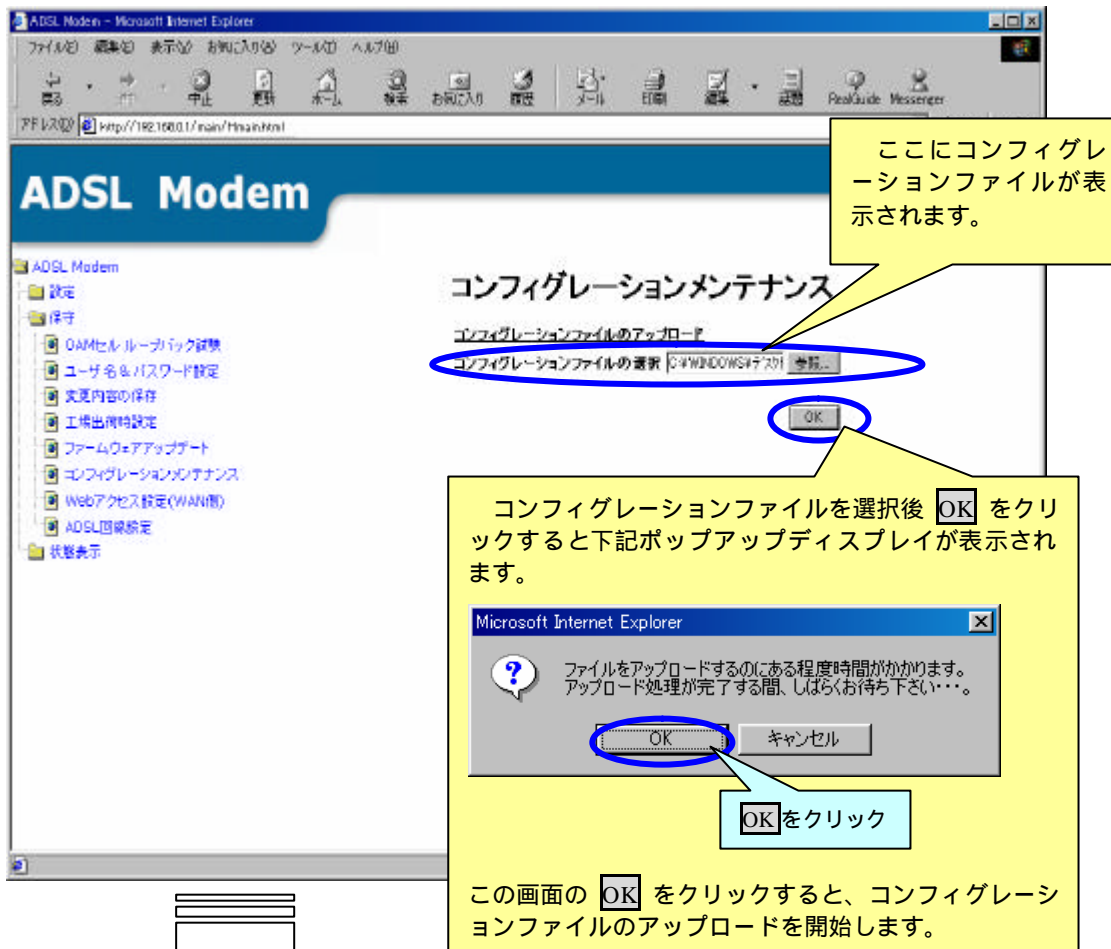 ADSL Modem - Microsoft Internet Explorer
ファイル(F) 編集(E) 表示(V) お気に入り(A) ツール(T) ヘルプ(H)
戻る 中止 更新 ホーム 検索 お気に入り 履歴 メール 印刷 編集 話題 RealGuide Messenger
アドレス(D) http://192.168.0.1/main/Hmain.html
ここにコンフィグレ
ーションファイルが表
示されます。
ADSL Modem
ADSL Modem
設定
保守
OAMセル ループバック試験
ユーザ名&パスワード設定
変更内容の保存
工場出荷時設定
ファームウェアアップデート
コンフィグレーションメンテナンス
Webアクセス設定(WAN側)
ADSL回線設定
状態表示
コンフィグレーションメンテナンス
コンフィグレーションファイルのアップロード
コンフィグレーションファイルの選択 C:¥WINDOWS¥デスクト 参照...
OK
コンフィグレーションファイルを選択後 OK をクリ
ックすると下記ポップアップディスプレイが表示され
ます。
Microsoft Internet Explorer
ファイルをアップロードするのにある程度時間がかかります。
アップロード処理が完了する間、しばらくお待ち下さい・・・。
OK キャンセル
OKをクリック
この画面の OK をクリックすると、コンフィグレーシ
ョンファイルのアップロードを開始します。